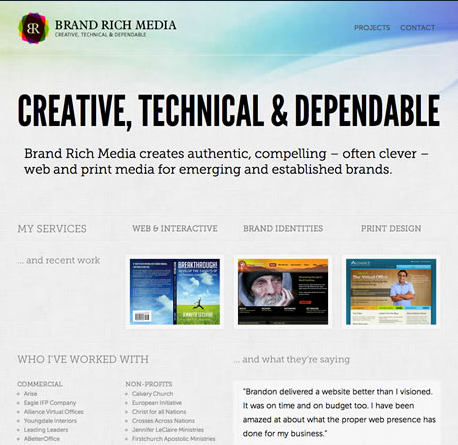 BRAND RICH MEDIA
CREATIVE, TECHNICAL & DEPENDABLE
PROJECTS
CONTACT
CREATIVE, TECHNICAL & DEPENDABLE
Brand Rich Media creates authentic, compelling – often clever –
web and print media for emerging and established brands.
MY SERVICES
WEB & INTERACTIVE
BRAND IDENTITIES
PRINT DESIGN
... and recent work
BREAKTHROUGH!
The Virtual Office
WHO I'VE WORKED WITH
... and what they're saying
COMMERCIAL
Arise
Eagle IFP Company
Alliance Virtual Offices
Youngdale Interiors
Leading Leaders
ABetterOffice
NON-PROFITS
Calvary Church
European Initiative
Christ for all Nations
Crosses Across Nations
Jennifer LeClaire Ministries
Firstchurch Apostolic Ministries
"Brandon delivered a website better than I visioned.
It was on time and on budget too. I have been
amazed at about what the proper web presence has
done for my business."